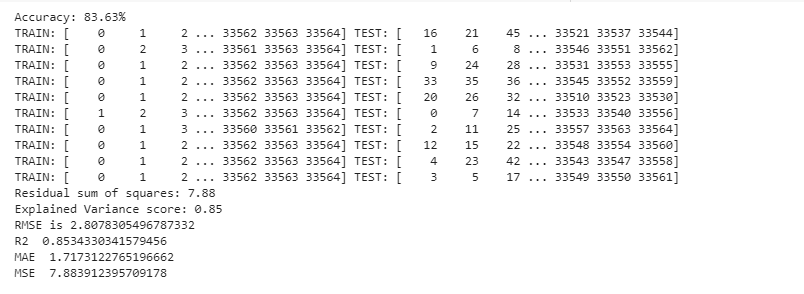 Accuracy: 83.63%
TRAIN: [    0     1     2 ... 33562 33563 33564] TEST: [   16    21    45 ... 33521 33537 33544]
TRAIN: [    0     2     3 ... 33561 33563 33564] TEST: [    1     6     8 ... 33546 33551 33562]
TRAIN: [    0     1     2 ... 33562 33563 33564] TEST: [    9    24    28 ... 33531 33553 33555]
TRAIN: [    0     1     2 ... 33562 33563 33564] TEST: [   33    35    36 ... 33545 33552 33559]
TRAIN: [    0     1     2 ... 33562 33563 33564] TEST: [   20    26    32 ... 33510 33523 33530]
TRAIN: [    1     2     3 ... 33562 33563 33564] TEST: [    0     7    14 ... 33533 33540 33556]
TRAIN: [    0     1     3 ... 33560 33561 33562] TEST: [    2    11    25 ... 33557 33563 33564]
TRAIN: [    0     1     2 ... 33562 33563 33564] TEST: [   12    15    22 ... 33548 33554 33560]
TRAIN: [    0     1     2 ... 33562 33563 33564] TEST: [    4    23    42 ... 33543 33547 33558]
TRAIN: [    0     1     2 ... 33562 33563 33564] TEST: [    3     5    17 ... 33549 33550 33561]
Residual sum of squares: 7.88
Explained Variance score: 0.85
RMSE is 2.8078305496787332
R2  0.8534330341579456
MAE  1.7173122765196662
MSE  7.883912395709178